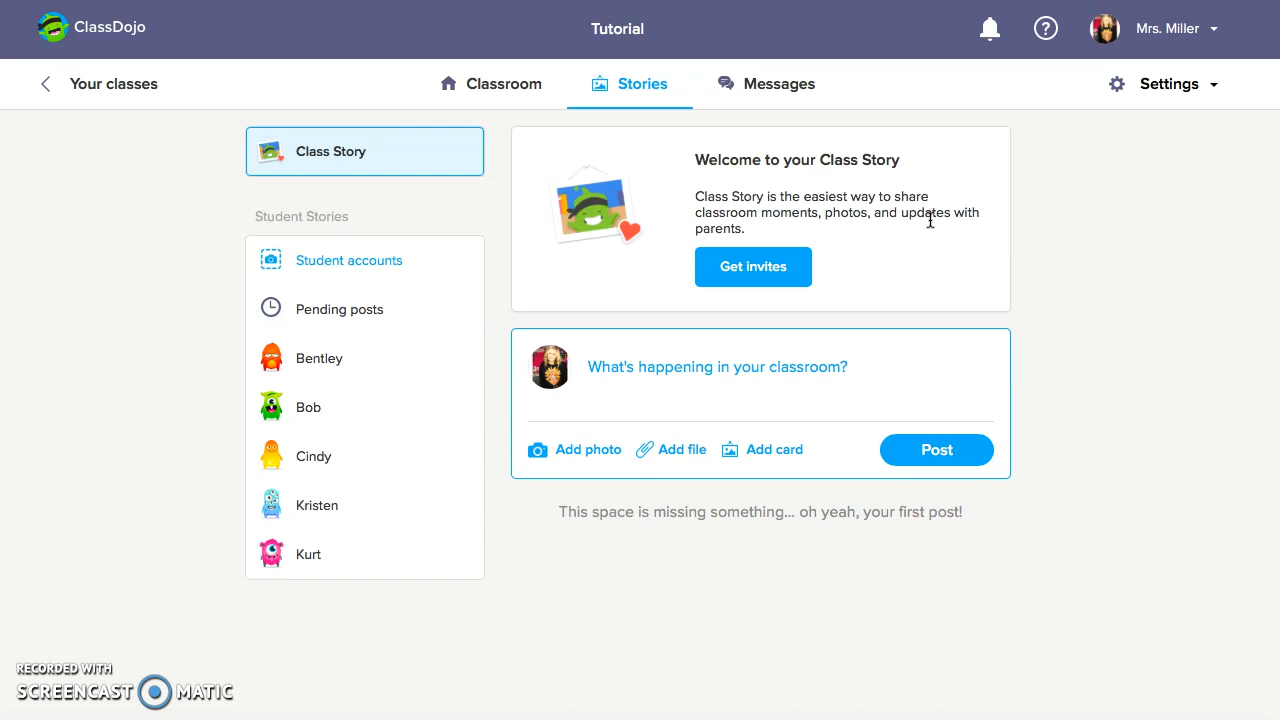 ClassDojo
Tutorial
Mrs. Miller
Your classes
Classroom
Stories
Messages
Settings
Class Story
Student Stories
Student accounts
Pending posts
Bentley
Bob
Cindy
Kristen
Kurt
Welcome to your Class Story
Class Story is the easiest way to share
classroom moments, photos, and updates with
parents.
Get invites
What's happening in your classroom?
Add photo
Add file
Add card
Post
This space is missing something... oh yeah, your first post!
RECORDED WITH
SCREENCAST MATIC